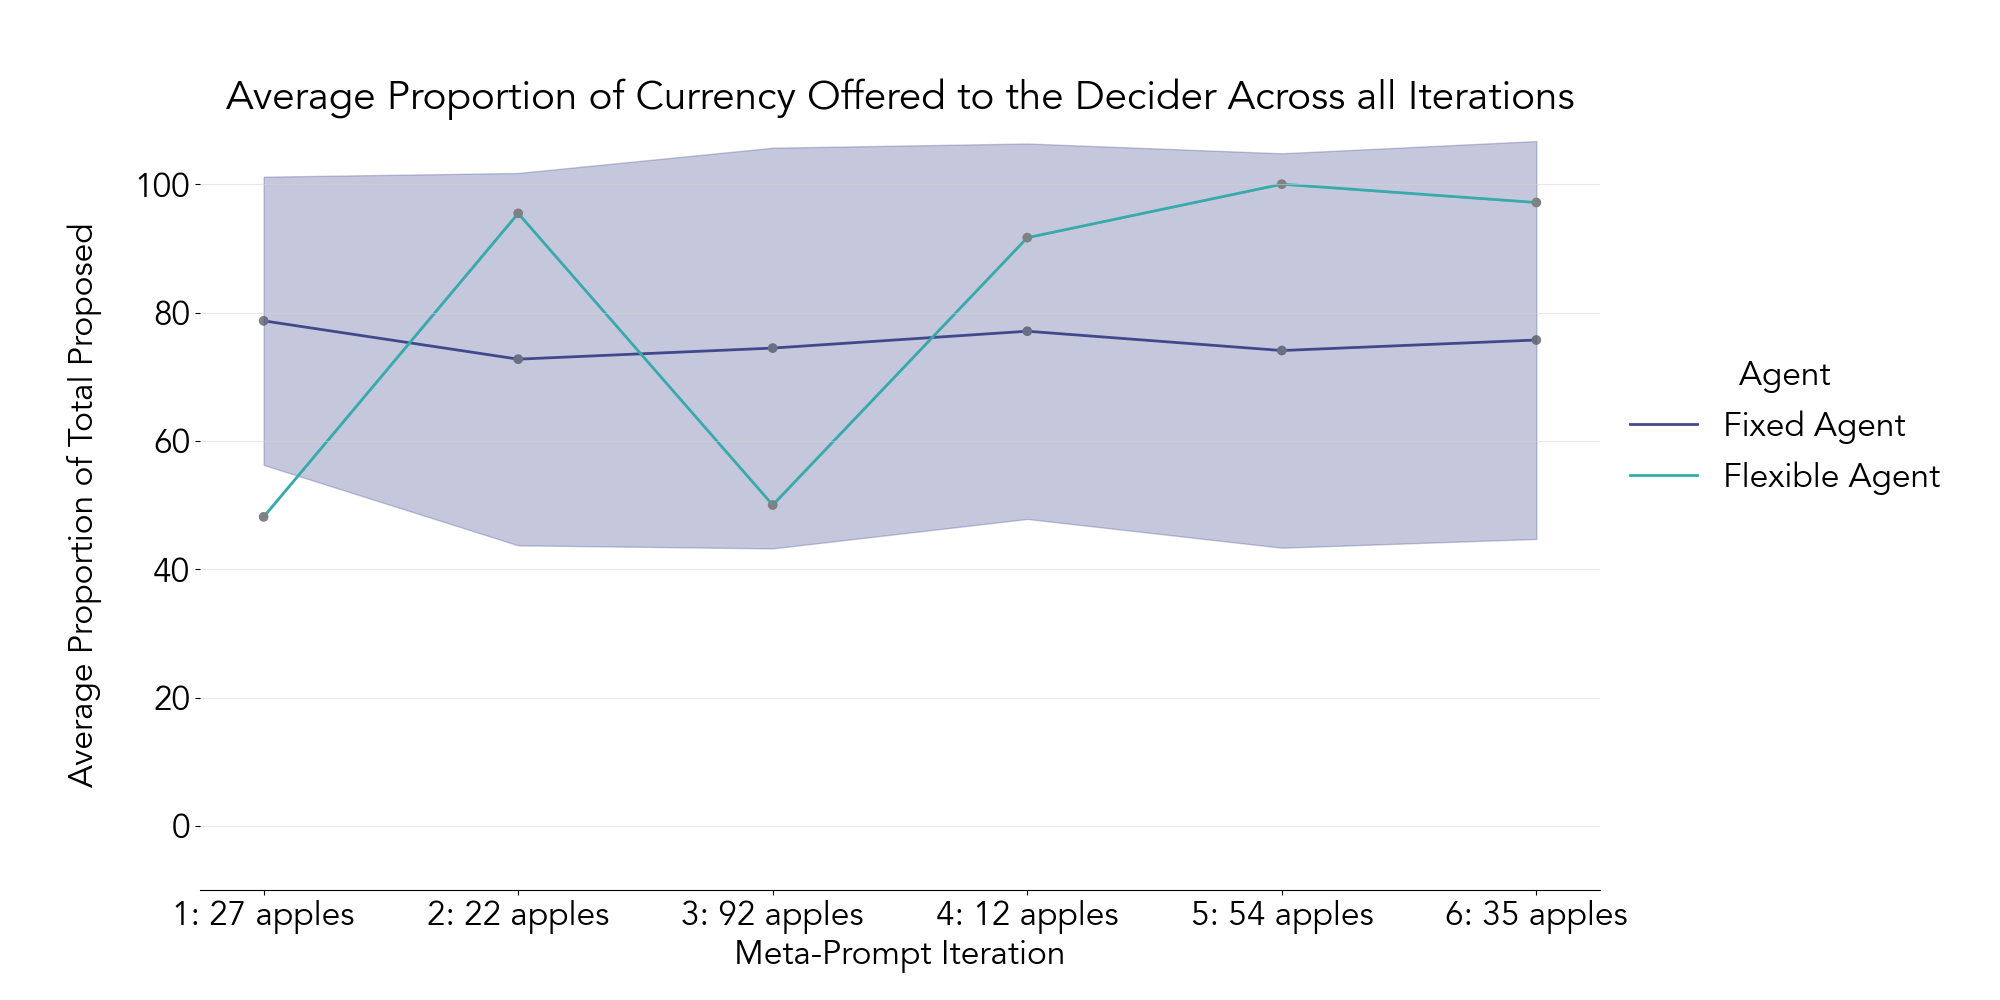 Average Proportion of Currency Offered to the Decider Across all Iterations
Average Proportion of Total Proposed
100
80
60
40
20
0
1: 27 apples
2: 22 apples
3: 92 apples
4: 12 apples
5: 54 apples
6: 35 apples
Meta-Prompt Iteration
Agent
Fixed Agent
Flexible Agent